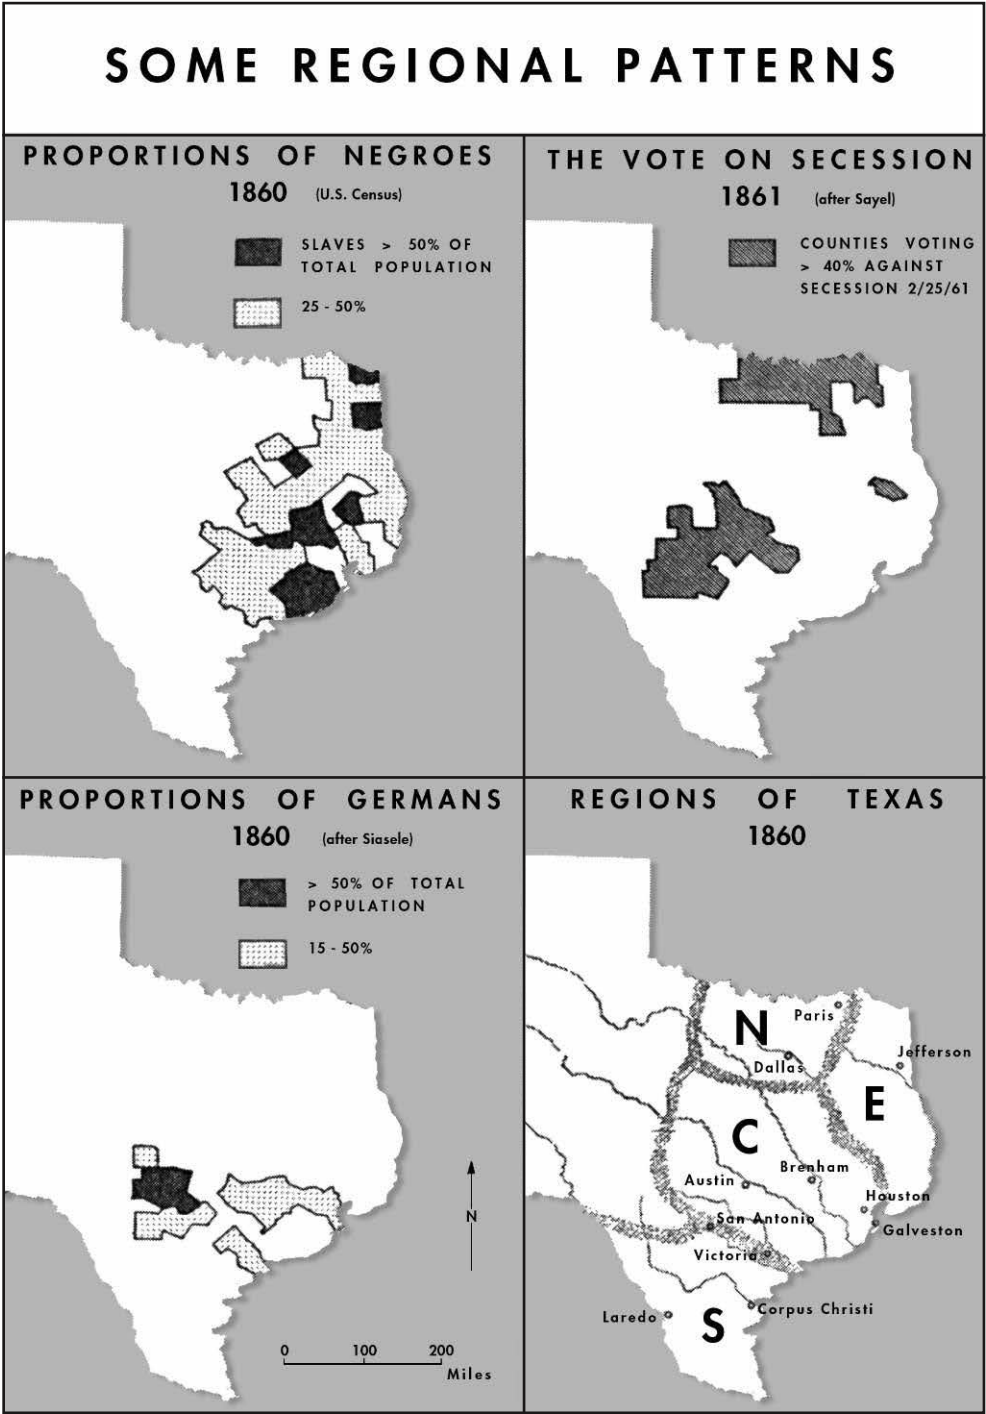 SOME REGIONAL PATTERNS
PROPORTIONS OF NEGROES
1860 (U.S. Census)
SLAVES > 50% OF
TOTAL POPULATION
25 - 50%
THE VOTE ON SECESSION
1861 (after Sayel)
COUNTIES VOTING
> 40% AGAINST
SECESSION 2/25/61
PROPORTIONS OF GERMANS
1860 (after Siasele)
> 50% OF TOTAL
POPULATION
15 - 50%
N
0 100 200
Miles
REGIONS OF TEXAS
1860
N
Paris
Dallas
Jefferson
E
C
Brenham
Austin
Houston
San Antonio
Galveston
Victoria
Corpus Christi
Laredo
S